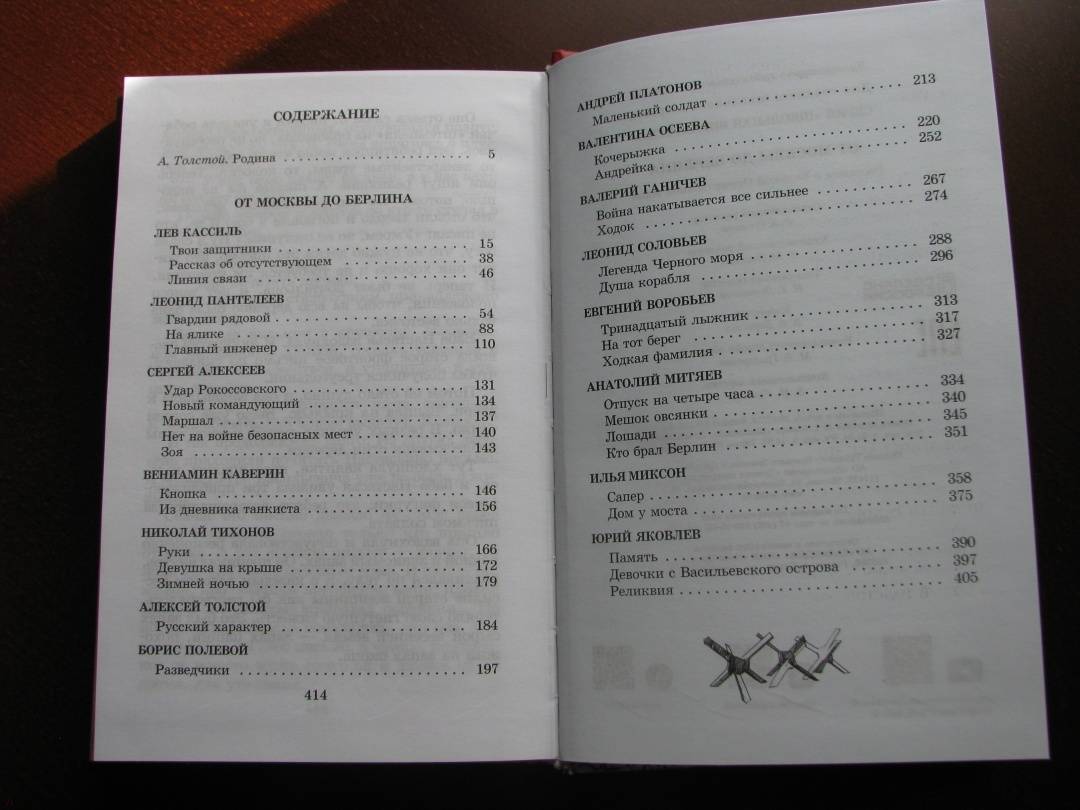 СОДЕРЖАНИЕ
А. Толстой. Родина . . . . . . . . . . . . . . . . . . . . . . . . 5
ОТ МОСКВЫ ДО БЕРЛИНА
ЛЕВ КАССИЛЬ
Твои защитники . . . . . . . . . . . . . . . . . . . . . . . . 15
Рассказ об отсутствующем . . . . . . . . . . . . . . . . 38
Линия связи . . . . . . . . . . . . . . . . . . . . . . . . . . 46
ЛЕОНИД ПАНТЕЛЕЕВ
Гвардии рядовой . . . . . . . . . . . . . . . . . . . . . . . 54
На ялике . . . . . . . . . . . . . . . . . . . . . . . . . . . . 88
Главный инженер . . . . . . . . . . . . . . . . . . . . . . 110
СЕРГЕЙ АЛЕКСЕЕВ
Удар Рокоссовского . . . . . . . . . . . . . . . . . . . . . 131
Новый командующий . . . . . . . . . . . . . . . . . . . 134
Маршал . . . . . . . . . . . . . . . . . . . . . . . . . . . . . 137
Нет на войне безопасных мест . . . . . . . . . . . . . 140
Зоя . . . . . . . . . . . . . . . . . . . . . . . . . . . . . . . . 143
ВЕНИАМИН КАВЕРИН
Кнопка . . . . . . . . . . . . . . . . . . . . . . . . . . . . . 146
Из дневника танкиста . . . . . . . . . . . . . . . . . . . 156
НИКОЛАЙ ТИХОНОВ
Руки . . . . . . . . . . . . . . . . . . . . . . . . . . . . . . . 166
Девушка на крыше . . . . . . . . . . . . . . . . . . . . . 172
Зимней ночью . . . . . . . . . . . . . . . . . . . . . . . . 179
АЛЕКСЕЙ ТОЛСТОЙ
Русский характер . . . . . . . . . . . . . . . . . . . . . . 184
БОРИС ПОЛЕВОЙ
Разведчики . . . . . . . . . . . . . . . . . . . . . . . . . . 197
414
АНДРЕЙ ПЛАТОНОВ
Маленький солдат . . . . . . . . . . . . . . . . . . . . . 213
ВАЛЕНТИНА ОСЕЕВА
Кочерыжка . . . . . . . . . . . . . . . . . . . . . . . . . . 220
Андрейка . . . . . . . . . . . . . . . . . . . . . . . . . . . . 252
ВАЛЕРИЙ ГАНИЧЕВ
Война накатывается все сильнее . . . . . . . . . . . 267
Ходок . . . . . . . . . . . . . . . . . . . . . . . . . . . . . . 274
ЛЕОНИД СОЛОВЬЕВ
Легенда Черного моря . . . . . . . . . . . . . . . . . . . 288
Душа корабля . . . . . . . . . . . . . . . . . . . . . . . . 296
ЕВГЕНИЙ ВОРОБЬЕВ
Тринадцатый лыжник . . . . . . . . . . . . . . . . . . . 313
На тот берег . . . . . . . . . . . . . . . . . . . . . . . . . 317
Ходкая фамилия . . . . . . . . . . . . . . . . . . . . . . 327
АНАТОЛИЙ МИТЯЕВ
Отпуск на четыре часа . . . . . . . . . . . . . . . . . . 334
Мешок овсянки . . . . . . . . . . . . . . . . . . . . . . . 340
Лошади . . . . . . . . . . . . . . . . . . . . . . . . . . . . . 345
Кто брал Берлин . . . . . . . . . . . . . . . . . . . . . . 351
ИЛЬЯ МИКСОН
Сапер . . . . . . . . . . . . . . . . . . . . . . . . . . . . . . 358
Дом у моста . . . . . . . . . . . . . . . . . . . . . . . . . 375
ЮРИЙ ЯКОВЛЕВ
Память . . . . . . . . . . . . . . . . . . . . . . . . . . . . . 390
Девочки с Васильевского острова . . . . . . . . . . . 397
Реликвия . . . . . . . . . . . . . . . . . . . . . . . . . . . 405